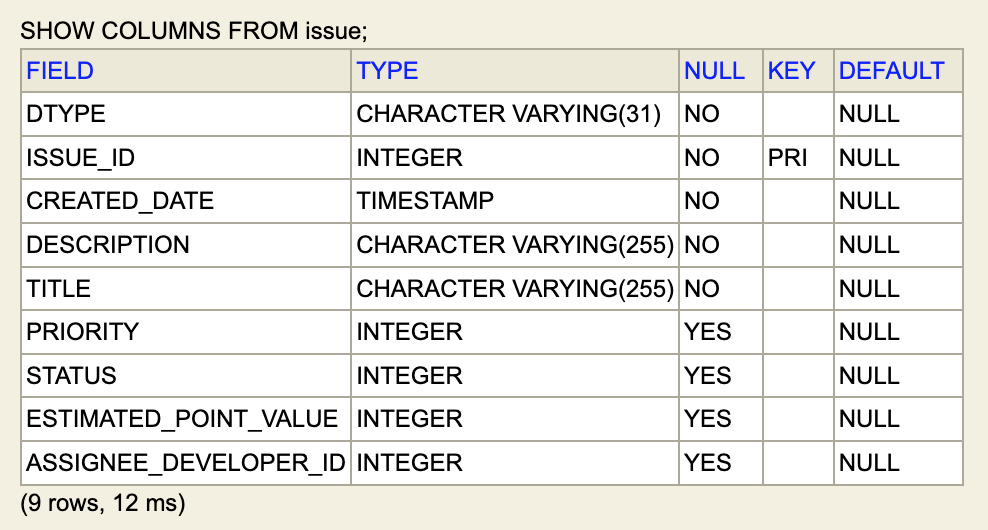 SHOW COLUMNS FROM issue;
FIELD TYPE NULL KEY DEFAULT
DTYPE CHARACTER VARYING(31) NO NULL
ISSUE_ID INTEGER NO PRI NULL
CREATED_DATE TIMESTAMP NO NULL
DESCRIPTION CHARACTER VARYING(255) NO NULL
TITLE CHARACTER VARYING(255) NO NULL
PRIORITY INTEGER YES NULL
STATUS INTEGER YES NULL
ESTIMATED_POINT_VALUE INTEGER YES NULL
ASSIGNEE_DEVELOPER_ID INTEGER YES NULL
(9 rows, 12 ms)